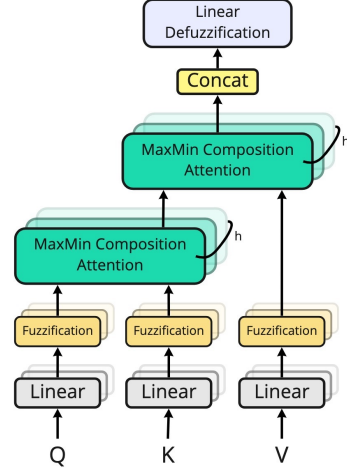 Linear
Defuzzification
Concat
MaxMin Composition
Attention
h
MaxMin Composition
Attention
h
Fuzzification Fuzzification Fuzzification
Linear Linear Linear
Q K V